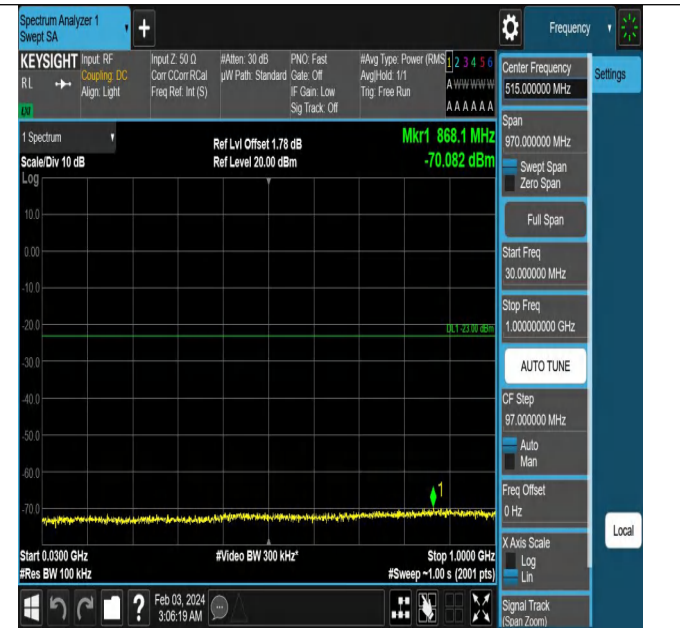 Spectrum Analyzer 1
Swept SA
+
Frequency
KEYSIGHT
RL
LXI
Input: RF
Coupling: DC
Align: Light
Input Z: 50 Ω
Corr CCorr RCal
Freq Ref: Int (S)
#Atten: 30 dB
µW Path: Standard
PNO: Fast
Gate: Off
IF Gain: Low
Sig Track: Off
#Avg Type: Power (RMS
Avg|Hold: 1/1
Trig: Free Run
1 2 3 4 5 6
A W W W W W
A A A A A A
1 Spectrum
Scale/Div 10 dB
Log
Ref Lvl Offset 1.78 dB
Ref Level 20.00 dBm
Mkr1 868.1 MHz
-70.082 dBm
10.0
0.00
-10.0
-20.0
-30.0
-40.0
-50.0
-60.0
-70.0
DL1 -23.00 dBm
1
Start 0.0300 GHz
#Res BW 100 kHz
#Video BW 300 kHz*
Stop 1.0000 GHz
#Sweep ~1.00 s (2001 pts)
Feb 03, 2024
3:06:19 AM
?
Center Frequency
515.000000 MHz
Settings
Span
970.000000 MHz
Swept Span
Zero Span
Full Span
Start Freq
30.000000 MHz
Stop Freq
1.000000000 GHz
AUTO TUNE
CF Step
97.000000 MHz
Auto
Man
Freq Offset
0 Hz
X Axis Scale
Log
Lin
Local
Signal Track
(Span Zoom)